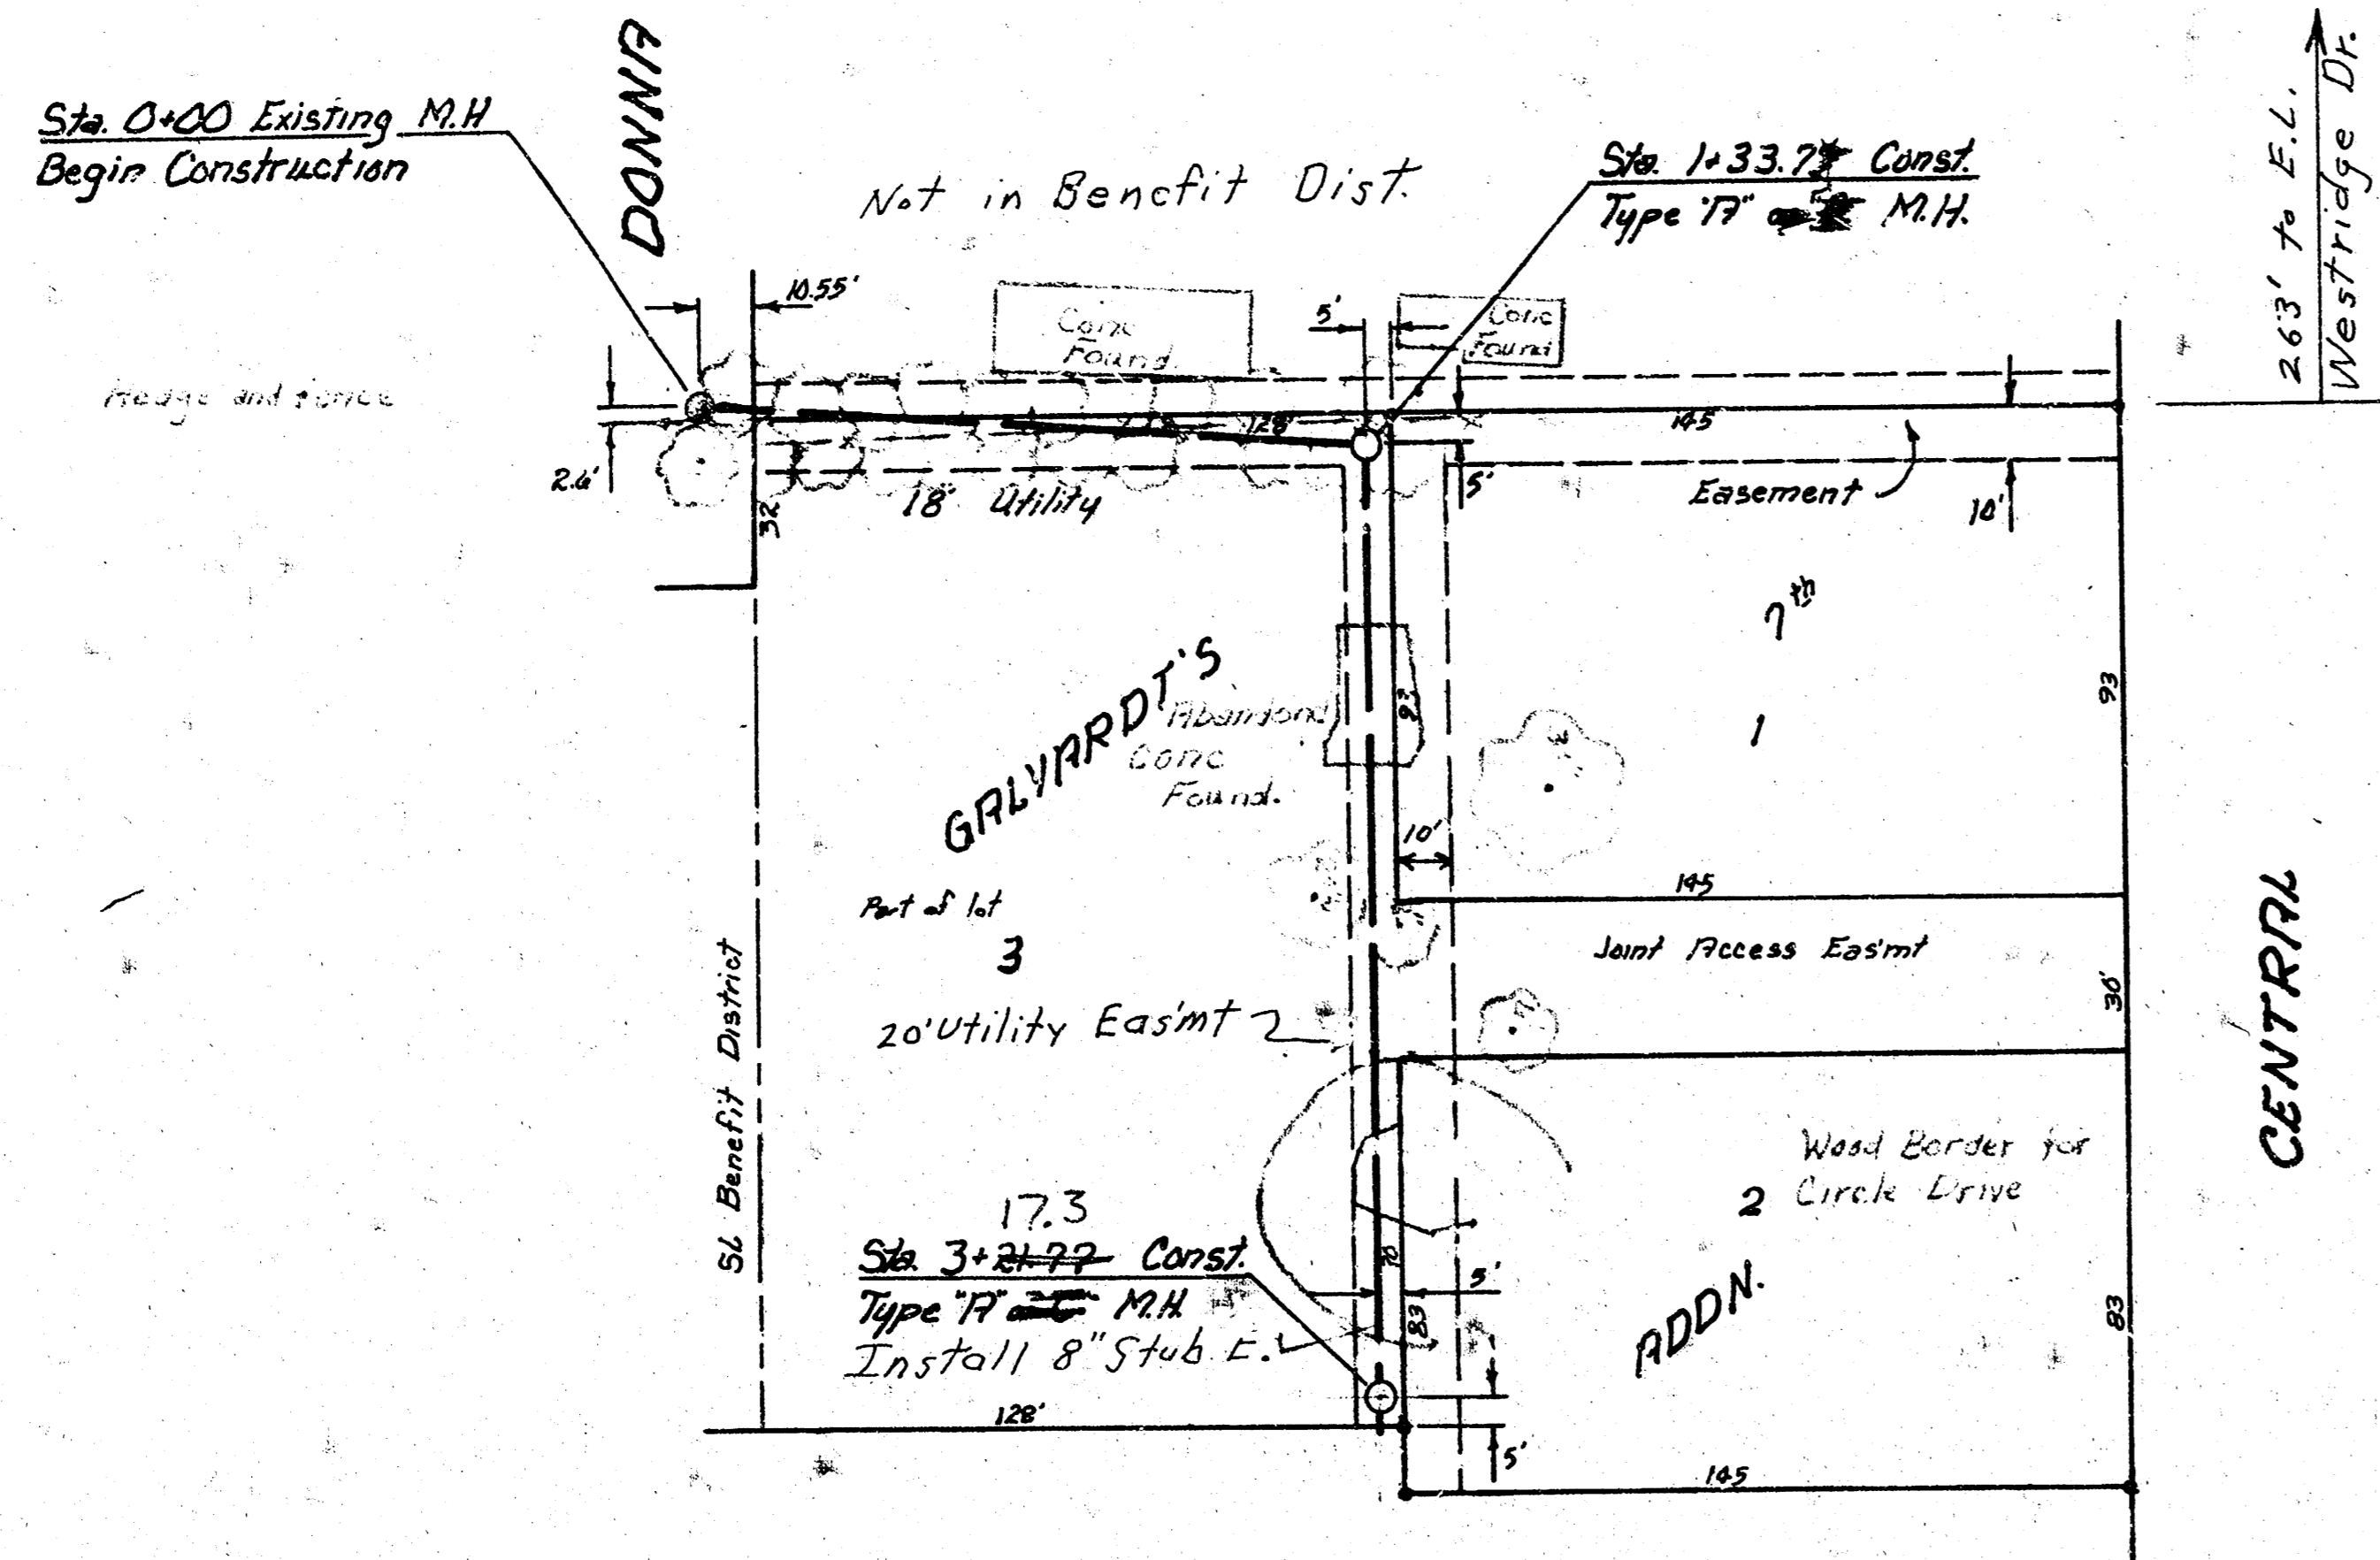 DONNA
Sta. 0+00 Existing M.H
Begin Construction
Not in Benefit Dist.
Sta. 1+33.7 Const.
Type "A" M.H.
263' to E.L.
Westridge Dr.
10.55'
Conc
Found.
5'
Conc
Found
Hedge and fence
2.6'
128'
145
5'
18' Utility
Easement
10'
32
7th
GALYARDT'S
Abandond
Conc
Found.
93
93
1
10'
145
Part of lot
3
Joint Access Eas'mt
30'
CENTRAL
20' Utility Eas'mt
SL Benefit District
Wood Border for
Circle Drive
2
17.3
Sta. 3+21.77 Const.
Type "A" M.H.
Install 8" Stub E.
70
83
5'
ADDN.
83
128'
5'
145